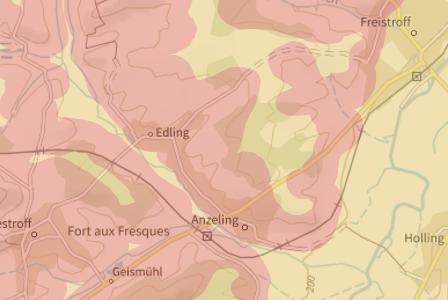 Freistroff
Edling
Anzeling
estroff
Fort aux Fresques
Holling
Geismühl
200